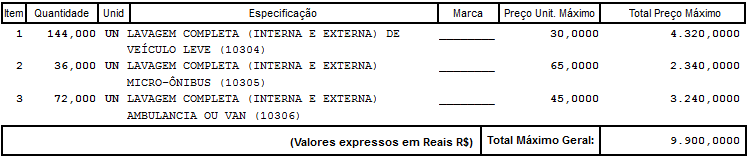 Item Quantidade Unid Especificação Marca Preço Unit. Máximo Total Preço Máximo
1 144,000 UN LAVAGEM COMPLETA (INTERNA E EXTERNA) DE ________ 30,0000 4.320,0000
VEÍCULO LEVE (10304)
2 36,000 UN LAVAGEM COMPLETA (INTERNA E EXTERNA) ________ 65,0000 2.340,0000
MICRO-ÔNIBUS (10305)
3 72,000 UN LAVAGEM COMPLETA (INTERNA E EXTERNA) ________ 45,0000 3.240,0000
AMBULANCIA OU VAN (10306)
(Valores expressos em Reais R$) Total Máximo Geral: 9.900,0000